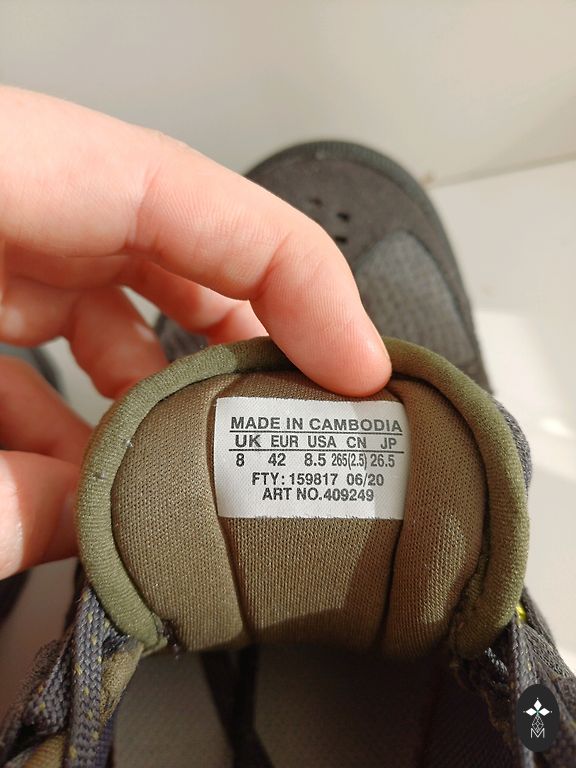 MADE IN CAMBODIA
UK EUR USA CN JP
8 42 8.5 265(2.5) 26.5
FTY: 159817 06/20
ART NO.409249
M